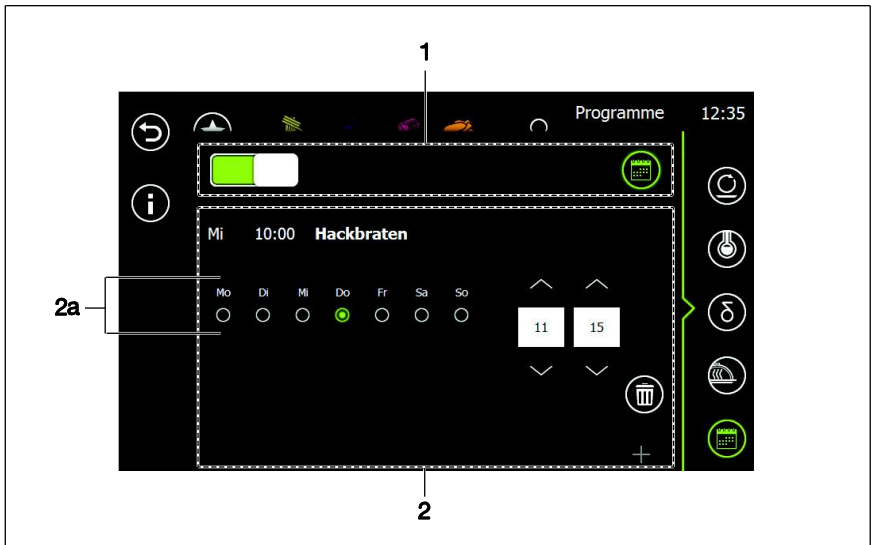 1
Programme 12:35
Mi 10:00 Hackbraten
2a
Mo Di Mi Do Fr Sa So
11 15
2